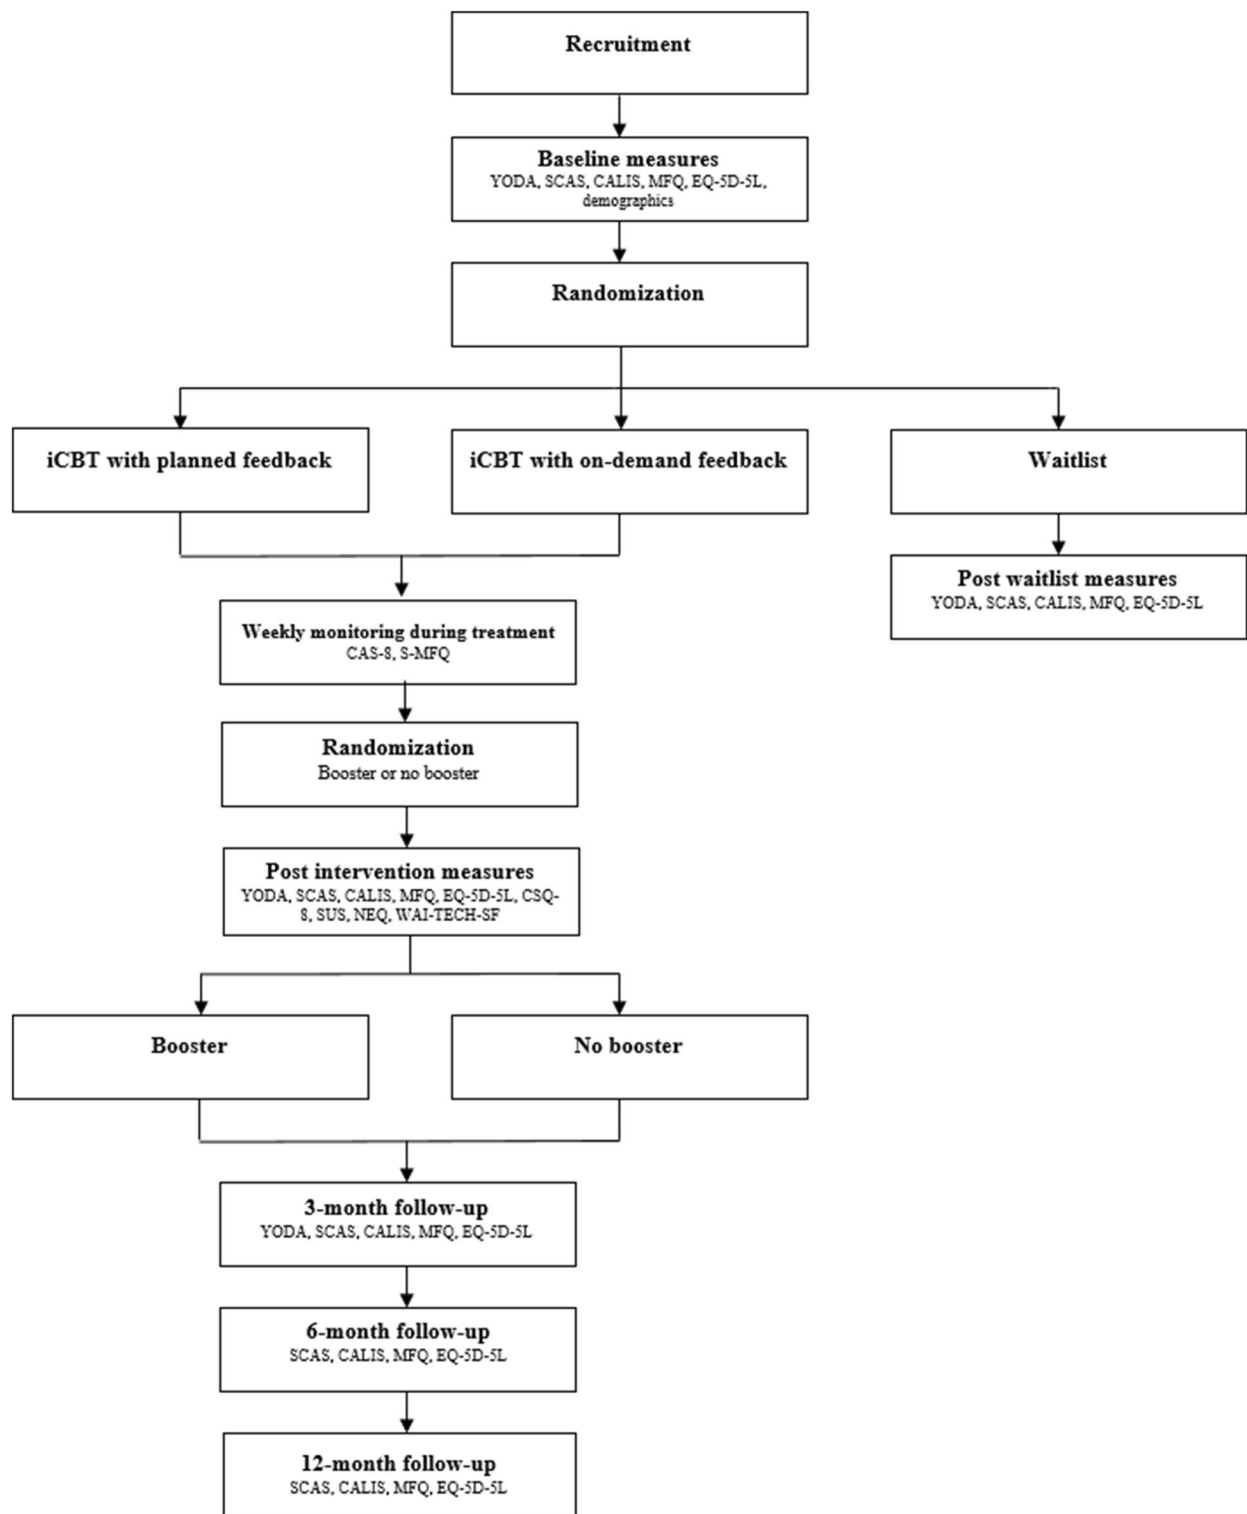 Recruitment
Baseline measures
YODA, SCAS, CALIS, MFQ, EQ-5D-5L,
demographics
Randomization
iCBT with planned feedback
iCBT with on-demand feedback
Waitlist
Post waitlist measures
YODA, SCAS, CALIS, MFQ, EQ-5D-5L
Weekly monitoring during treatment
CAS-8, S-MFQ
Randomization
Booster or no booster
Post intervention measures
YODA, SCAS, CALIS, MFQ, EQ-5D-5L, CSQ-
8, SUS, NEQ, WAI-TECH-SF
Booster
No booster
3-month follow-up
YODA, SCAS, CALIS, MFQ, EQ-5D-5L
6-month follow-up
SCAS, CALIS, MFQ, EQ-5D-5L
12-month follow-up
SCAS, CALIS, MFQ, EQ-5D-5L